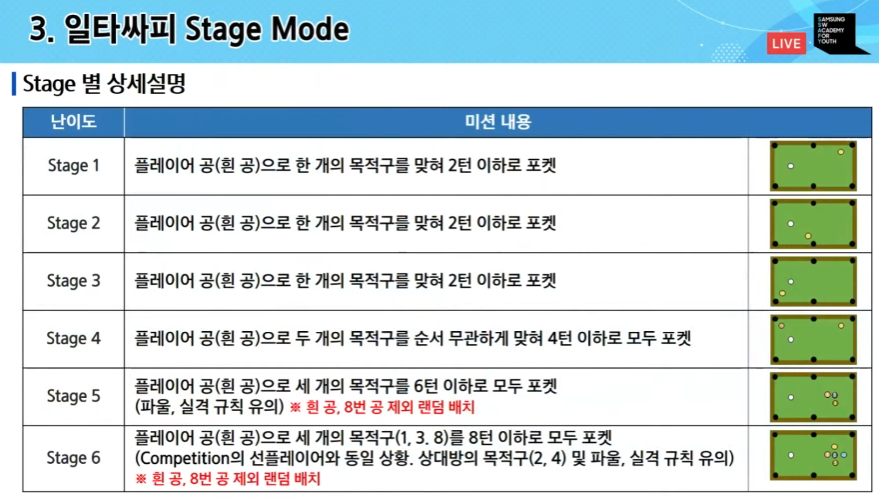 3. 일타싸피 Stage Mode
LIVE
SAMSUNG
SW
ACADEMY
FOR
YOUTH
Stage 별 상세설명
난이도 미션 내용
Stage 1 플레이어 공(흰 공)으로 한 개의 목적구를 맞혀 2턴 이하로 포켓
Stage 2 플레이어 공(흰 공)으로 한 개의 목적구를 맞혀 2턴 이하로 포켓
Stage 3 플레이어 공(흰 공)으로 한 개의 목적구를 맞혀 2턴 이하로 포켓
Stage 4 플레이어 공(흰 공)으로 두 개의 목적구를 순서 무관하게 맞혀 4턴 이하로 모두 포켓
Stage 5 플레이어 공(흰 공)으로 세 개의 목적구를 6턴 이하로 모두 포켓
(파울, 실격 규칙 유의) ※ 흰 공, 8번 공 제외 랜덤 배치
Stage 6 플레이어 공(흰 공)으로 세 개의 목적구(1, 3. 8)를 8턴 이하로 모두 포켓
(Competition의 선플레이어와 동일 상황. 상대방의 목적구(2, 4) 및 파울, 실격 규칙 유의)
※ 흰 공, 8번 공 제외 랜덤 배치